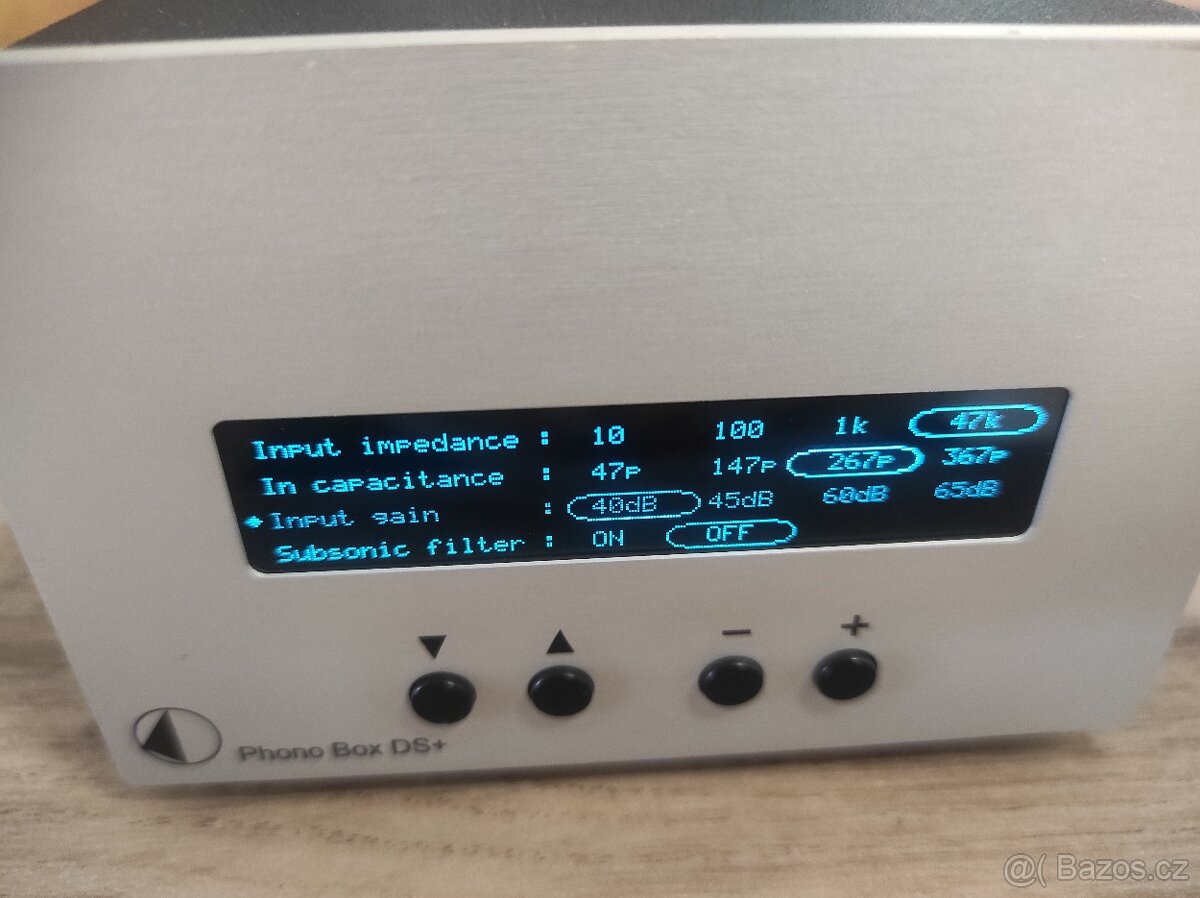 Input impedance : 10 100 1k 47k
In capacitance : 47p 147p 267p 367p
Input gain : 40dB 45dB 60dB 65dB
Subsonic filter : ON OFF
− +
Phono Box DS+
@( Bazos.cz